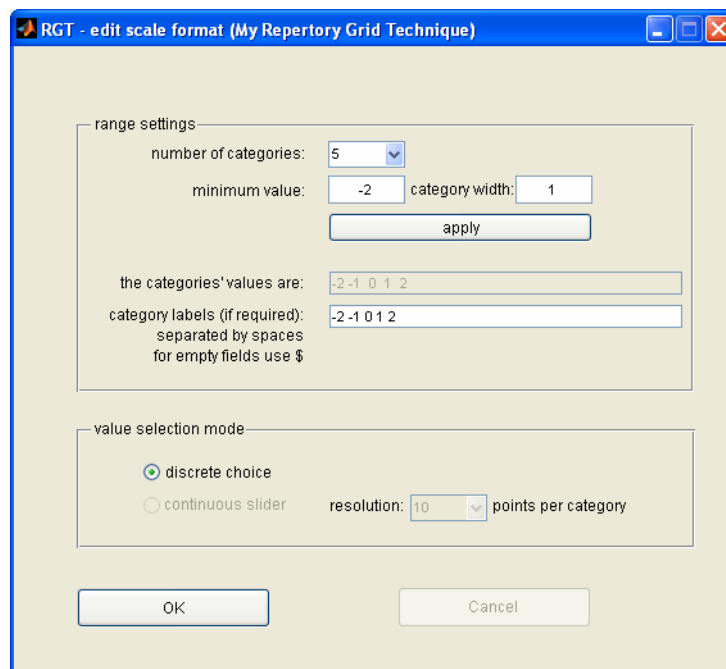 RGT - edit scale format (My Repertory Grid Technique)
range settings
number of categories: 5
minimum value: -2 category width: 1
apply
the categories' values are: -2 -1 0 1 2
category labels (if required): -2 -1 0 1 2
separated by spaces
for empty fields use $
value selection mode
discrete choice
continuous slider resolution: 10 points per category
OK Cancel